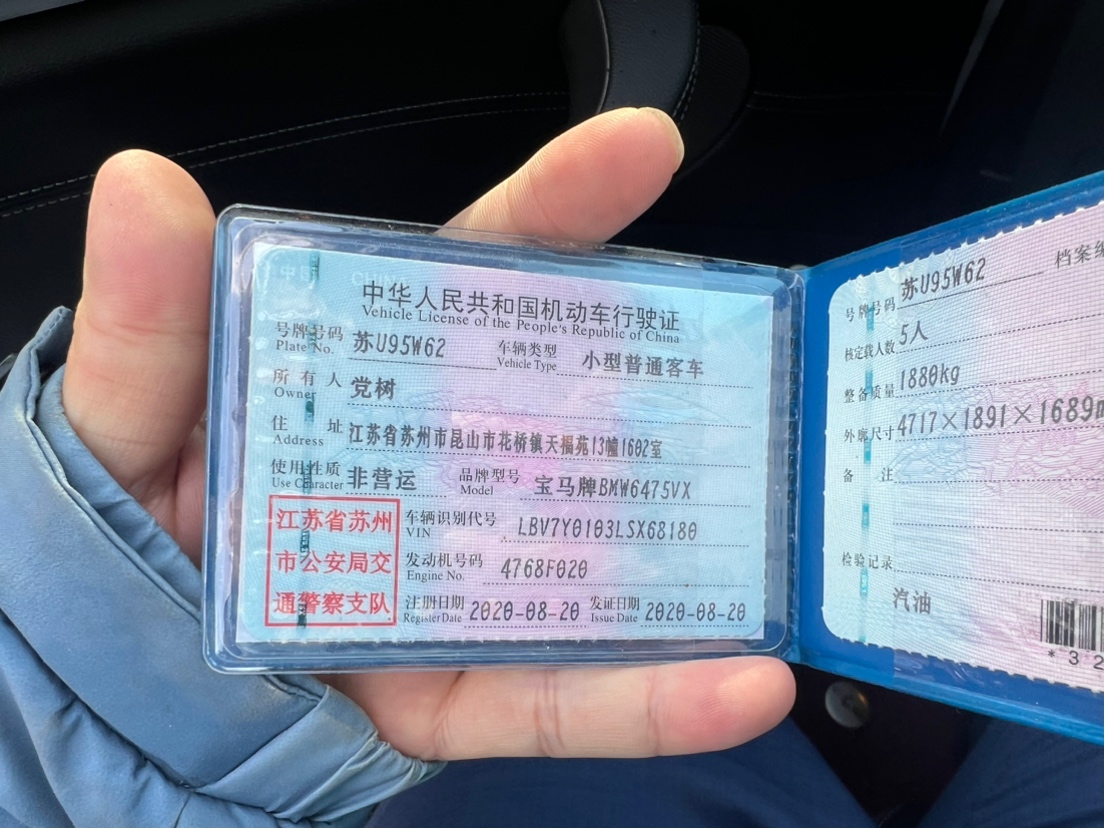 中国 CHINA
中华人民共和国机动车行驶证
Vehicle License of the People's Republic of China
号牌号码 苏U95W62 车辆类型 小型普通客车
Plate No. Vehicle Type
所有人 党树
Owner
住址 江苏省苏州市昆山市花桥镇天福苑13幢1602室
Address
使用性质 非营运 品牌型号 宝马牌BMW6475VX
Use Character Model
江苏省苏州
市公安局交
通警察支队
车辆识别代号 LBV7Y0103LSX68180
VIN
发动机号码 4768F020
Engine No.
注册日期 2020-08-20 发证日期 2020-08-20
Register Date Issue Date
号牌号码 苏U95W62 档案编
核定载人数 5人
整备质量 1880kg
外廓尺寸 4717×1891×1689m
备注
检验记录
汽油
*32